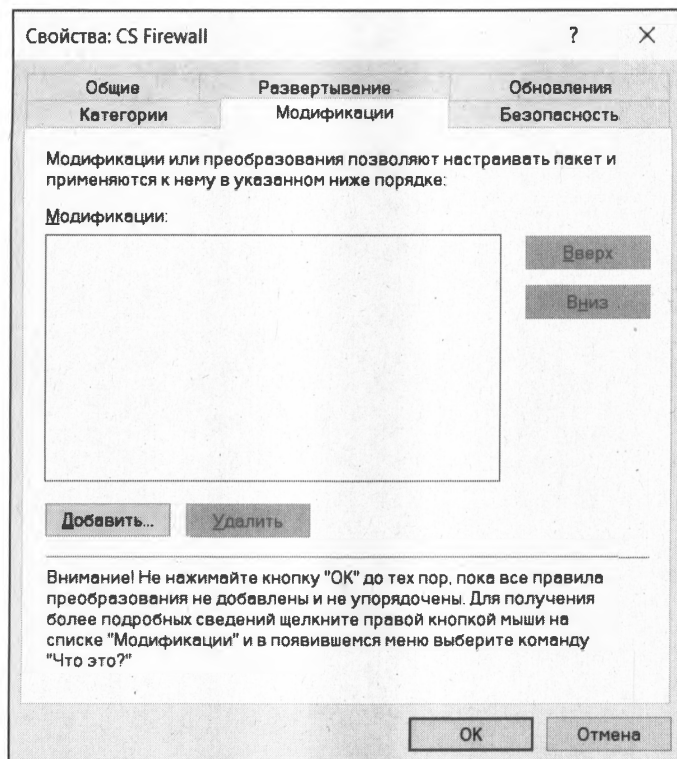 Свойства: CS Firewall ? ×
Общие Развертывание Обновления
Категории Модификации Безопасность
Модификации или преобразования позволяют настраивать пакет и
применяются к нему в указанном ниже порядке:
Модификации:
Вверх
Вниз
Добавить... Удалить
Внимание! Не нажимайте кнопку "ОК" до тех пор, пока все правила
преобразования не добавлены и не упорядочены. Для получения
более подробных сведений щелкните правой кнопкой мыши на
списке "Модификации" и в появившемся меню выберите команду
"Что это?"
ОК Отмена